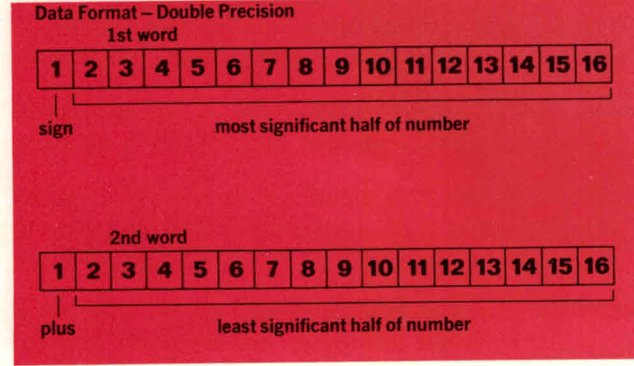 Data Format – Double Precision
1st word
1 2 3 4 5 6 7 8 9 10 11 12 13 14 15 16
sign most significant half of number
2nd word
1 2 3 4 5 6 7 8 9 10 11 12 13 14 15 16
plus least significant half of number